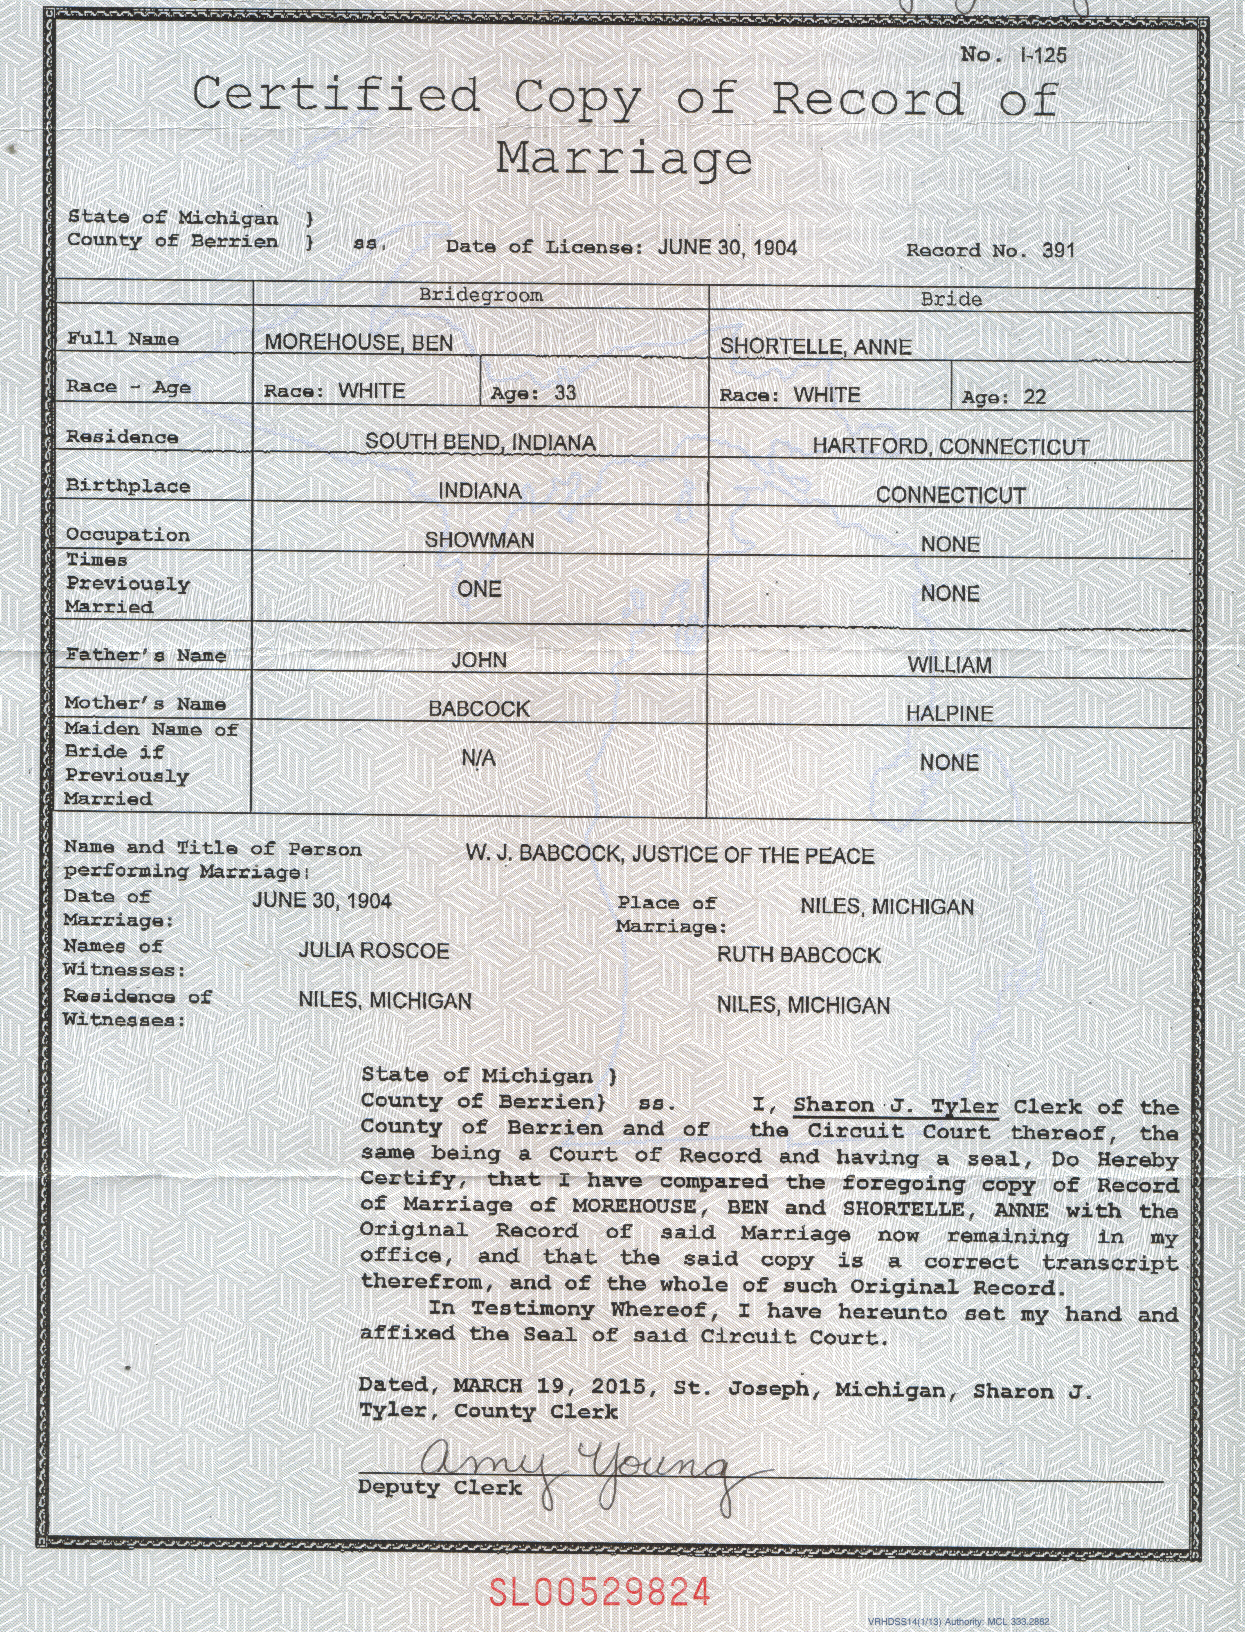 No. I-125
Certified Copy of Record of
Marriage
State of Michigan }
County of Berrien } ss. Date of License: JUNE 30, 1904 Record No. 391
Bridegroom Bride
Full Name MOREHOUSE, BEN SHORTELLE, ANNE
Race - Age Race: WHITE Age: 33 Race: WHITE Age: 22
Residence SOUTH BEND, INDIANA HARTFORD, CONNECTICUT
Birthplace INDIANA CONNECTICUT
Occupation SHOWMAN NONE
Times
Previously ONE NONE
Married
Father's Name JOHN WILLIAM
Mother's Name BABCOCK HALPINE
Maiden Name of
Bride if N/A NONE
Previously
Married
Name and Title of Person W. J. BABCOCK, JUSTICE OF THE PEACE
performing Marriage:
Date of JUNE 30, 1904 Place of NILES, MICHIGAN
Marriage: Marriage:
Names of JULIA ROSCOE RUTH BABCOCK
Witnesses:
Residence of NILES, MICHIGAN NILES, MICHIGAN
Witnesses:
State of Michigan }
County of Berrien} ss. I, Sharon J. Tyler Clerk of the
County of Berrien and of the Circuit Court thereof, the
same being a Court of Record and having a seal, Do Hereby
Certify, that I have compared the foregoing copy of Record
of Marriage of MOREHOUSE, BEN and SHORTELLE, ANNE with the
Original Record of said Marriage now remaining in my
office, and that the said copy is a correct transcript
therefrom, and of the whole of such Original Record.
In Testimony Whereof, I have hereunto set my hand and
affixed the Seal of said Circuit Court.
Dated, MARCH 19, 2015, St. Joseph, Michigan, Sharon J.
Tyler, County Clerk
Amy Young
Deputy Clerk
SL00529824
VRHDSS14(1/13) Authority: MCL 333.2882